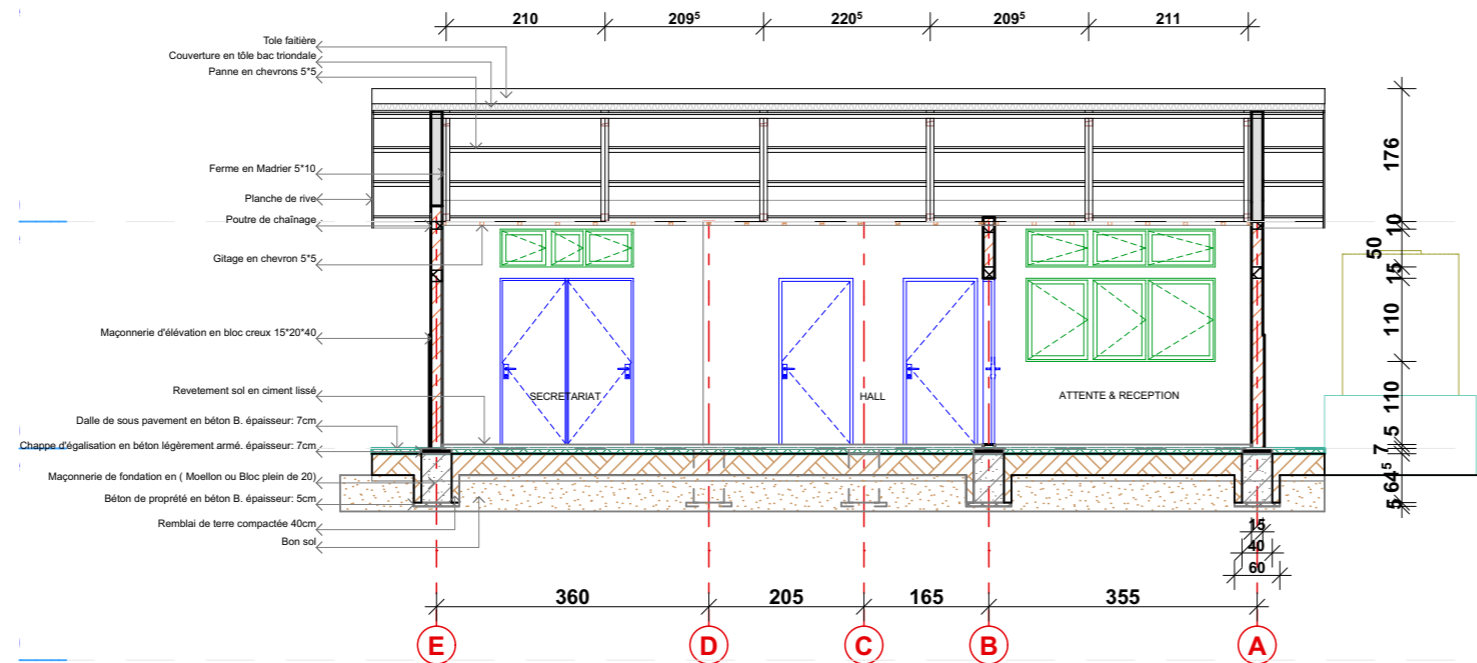 210 209⁵ 220⁵ 209⁵ 211
Tole faitière
Couverture en tôle bac triondale
Panne en chevrons 5*5
Ferme en Madrier 5*10
Planche de rive
Poutre de chaînage
Gitage en chevron 5*5
Maçonnerie d'élévation en bloc creux 15*20*40
Revetement sol en ciment lissé
Dalle de sous pavement en béton B. épaisseur: 7cm
Chappe d'égalisation en béton légèrement armé. épaisseur: 7cm
Maçonnerie de fondation en ( Moellon ou Bloc plein de 20)
Béton de proprété en béton B. épaisseur: 5cm
Remblai de terre compactée 40cm
Bon sol
SECRETARIAT
HALL
ATTENTE & RECEPTION
176
10
50
15
110
110
5
7
64⁵
5
15
40
60
360 205 165 355
E D C B A